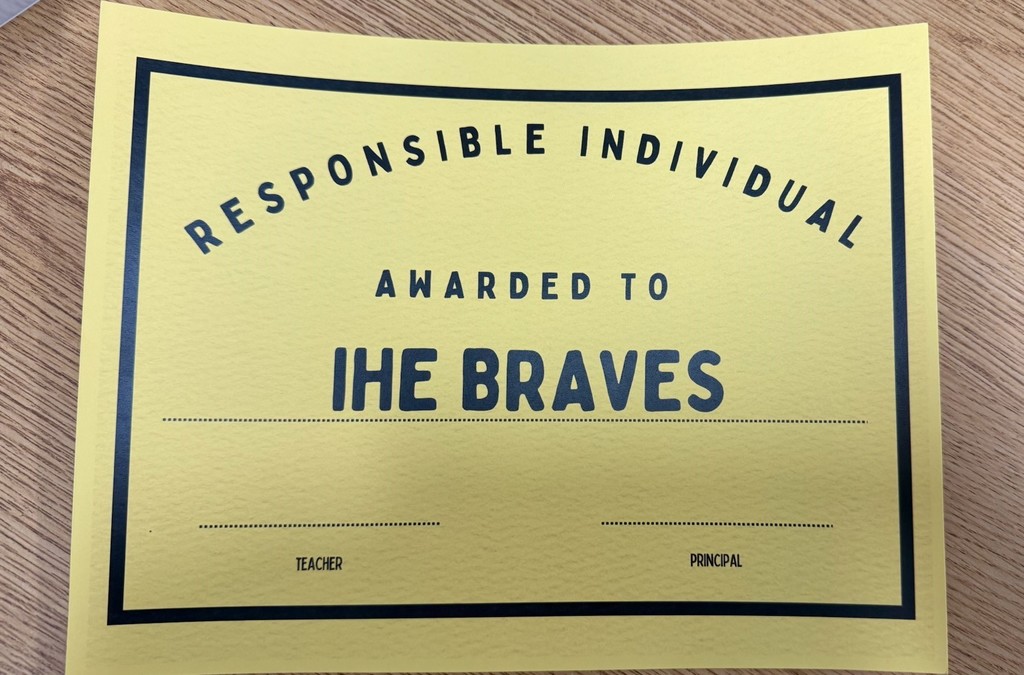 RESPONSIBLE INDIVIDUAL
AWARDED TO
IHE BRAVES
TEACHER
PRINCIPAL